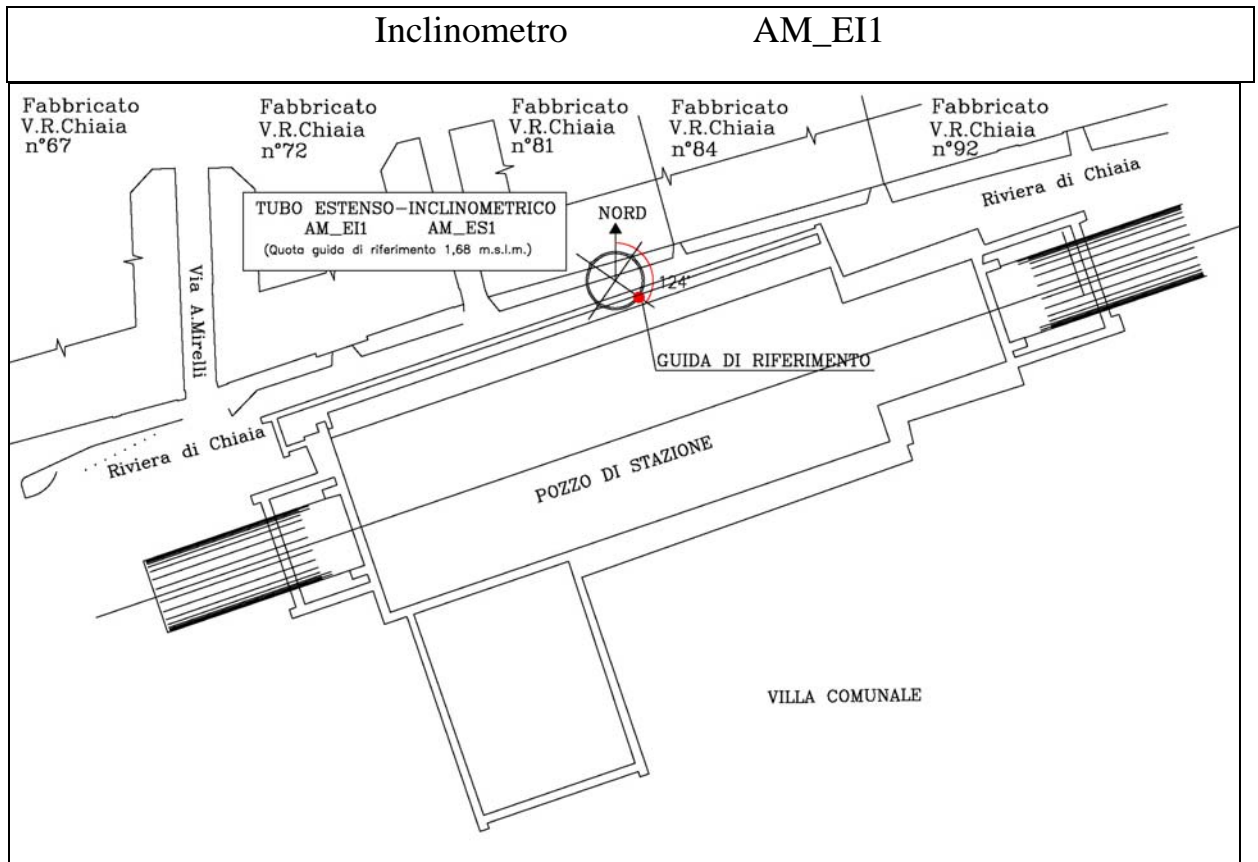 Inclinometro AM_EI1
Fabbricato
V.R.Chiaia
n°67
Fabbricato
V.R.Chiaia
n°72
Fabbricato
V.R.Chiaia
n°81
Fabbricato
V.R.Chiaia
n°84
Fabbricato
V.R.Chiaia
n°92
Riviera di Chiaia
TUBO ESTENSO-INCLINOMETRICO
AM_EI1 AM_ES1
(Quota guida di riferimento 1,68 m.s.l.m.)
NORD
124°
Via A.Mirelli
GUIDA DI RIFERIMENTO
Riviera di Chiaia
POZZO DI STAZIONE
VILLA COMUNALE